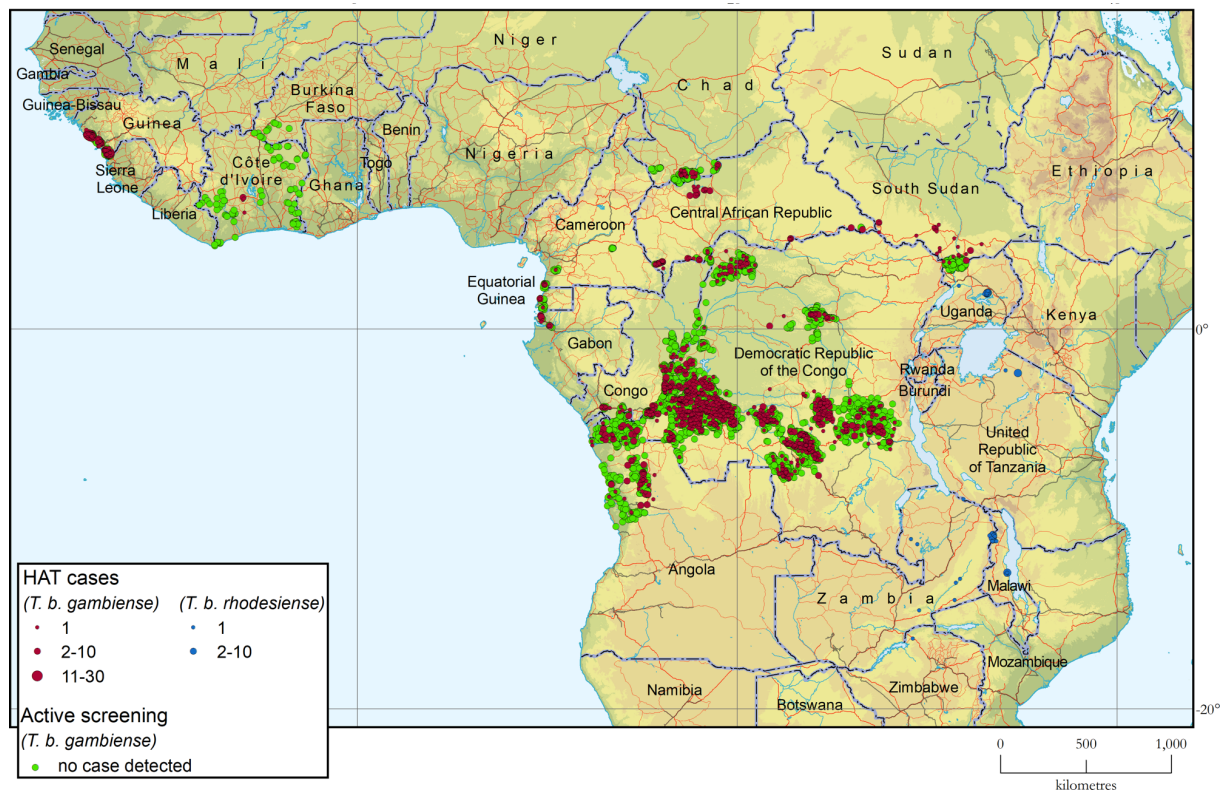 Niger
Sudan
Senegal
Mali
Chad
Gambia
Burkina
Faso
Guinea-Bissau
Guinea
Benin
Nigeria
Togo
Côte
d'Ivoire
Ghana
Sierra
Leone
Ethiopia
South Sudan
Liberia
Central African Republic
Cameroon
Equatorial
Guinea
Uganda
Kenya
0°
Gabon
Democratic Republic
of the Congo
Rwanda
Burundi
Congo
United
Republic
of Tanzania
Angola
Zambia
Malawi
Mozambique
Namibia
Zimbabwe
Botswana
-20°
HAT cases
(T. b. gambiense) (T. b. rhodesiense)
1 1
2-10 2-10
11-30
Active screening
(T. b. gambiense)
no case detected
0 500 1,000
kilometres